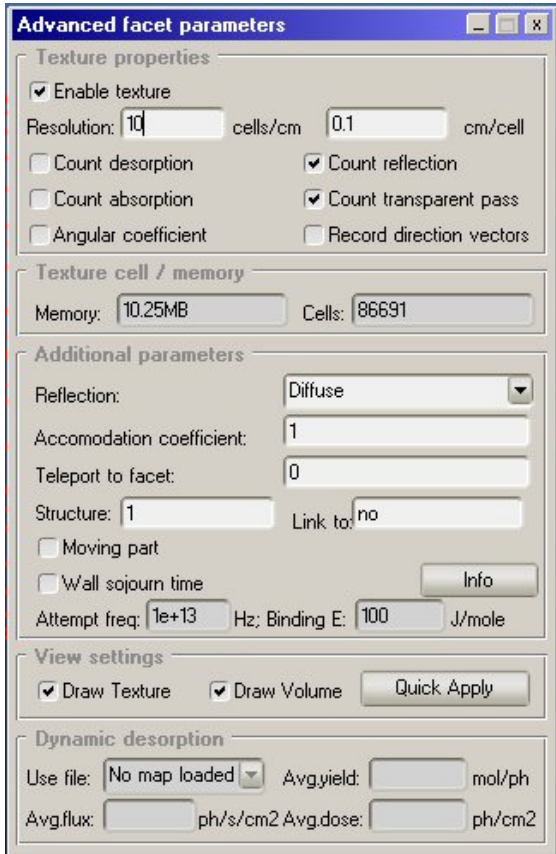 Advanced facet parameters
Texture properties
Enable texture
Resolution: 10 cells/cm 0.1 cm/cell
Count desorption Count reflection
Count absorption Count transparent pass
Angular coefficient Record direction vectors
Texture cell / memory
Memory: 10.25MB Cells: 86691
Additional parameters
Reflection: Diffuse
Accomodation coefficient: 1
Teleport to facet: 0
Structure: 1 Link to: no
Moving part
Wall sojourn time Info
Attempt freq: 1e+13 Hz; Binding E: 100 J/mole
View settings
Draw Texture Draw Volume Quick Apply
Dynamic desorption
Use file: No map loaded Avg.yield: mol/ph
Avg.flux: ph/s/cm2 Avg.dose: ph/cm2